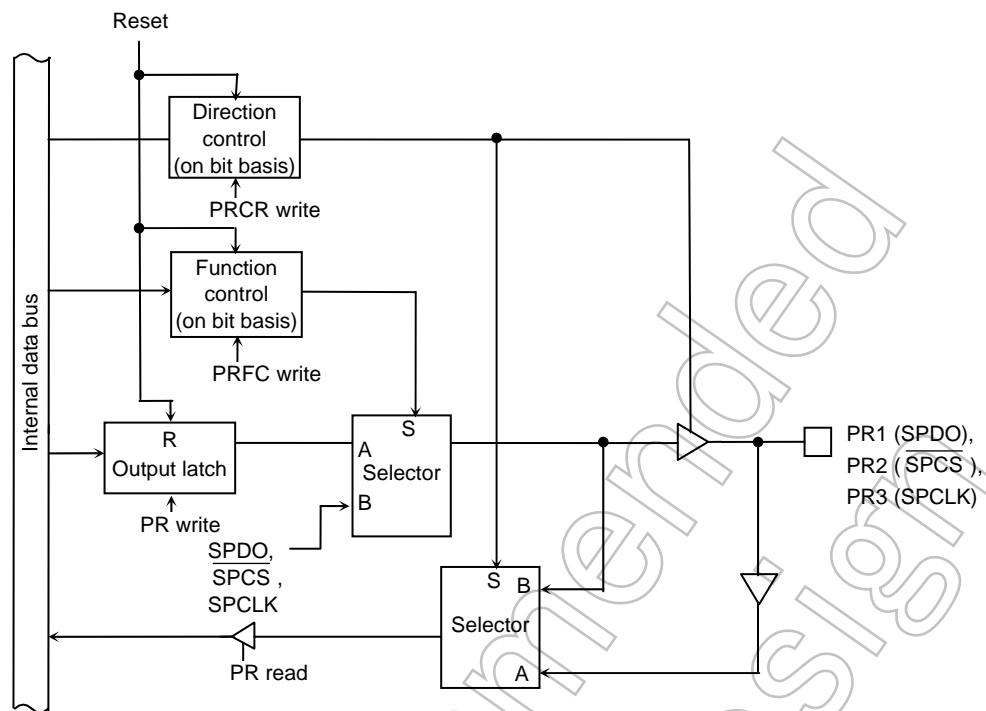 Reset
Internal data bus
Direction
control
(on bit basis)
PRCR write
Function
control
(on bit basis)
PRFC write
R
Output latch
PR write
S
A
Selector
B
SPDO,
SPCS ,
SPCLK
S
B
Selector
A
PR read
PR1 (SPDO),
PR2 ( SPCS ),
PR3 (SPCLK)